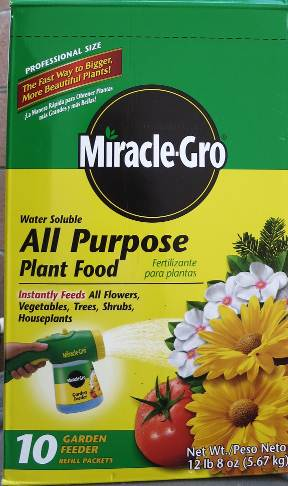 PROFESSIONAL SIZE
The Fast Way to Bigger,
More Beautiful Plants!
¡La Manera Rápida para Obtener Plantas
más Grandes y más Bellas!
Miracle-Gro®
Water Soluble
All Purpose
Plant Food
Fertilizante
para plantas
Instantly Feeds All Flowers,
Vegetables, Trees, Shrubs,
Houseplants
Miracle-Gro
Miracle-Gro
Garden
Feeder
10 GARDEN
FEEDER
REFILL PACKETS
Net Wt./Peso Neto
12 lb 8 oz (5.67 kg)